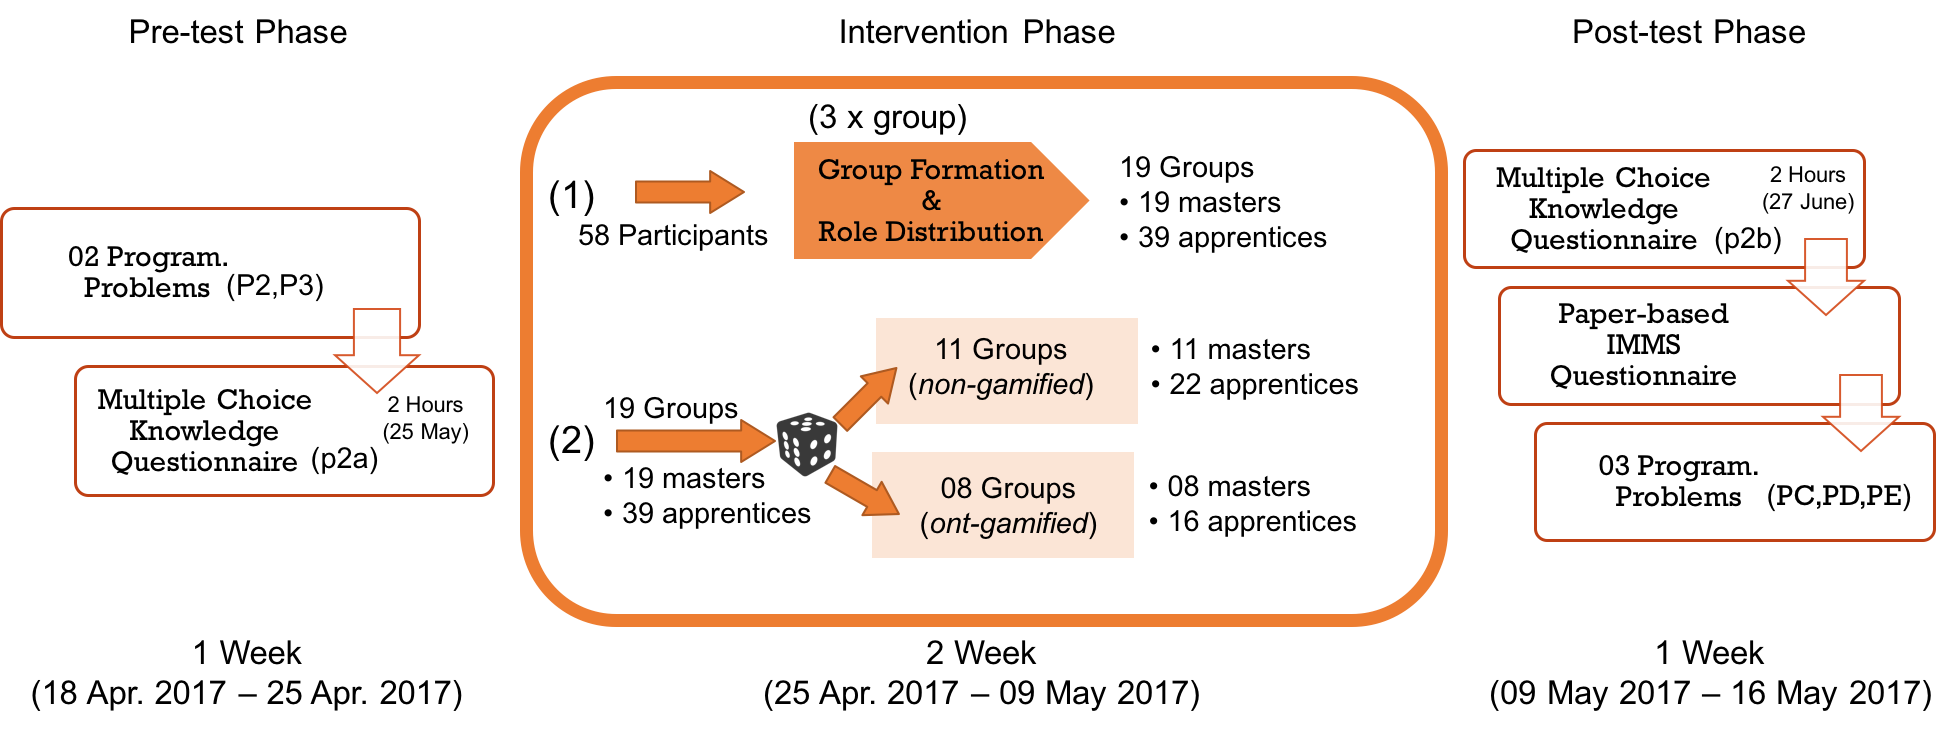 Pre-test Phase
02 Program.
Problems (P2,P3)
Multiple Choice
Knowledge
Questionnaire (p2a)
2 Hours
(25 May)
1 Week
(18 Apr. 2017 – 25 Apr. 2017)
Intervention Phase
(3 x group)
(1)
58 Participants
Group Formation
&
Role Distribution
19 Groups
• 19 masters
• 39 apprentices
(2)
19 Groups
• 19 masters
• 39 apprentices
11 Groups
(non-gamified)
• 11 masters
• 22 apprentices
08 Groups
(ont-gamified)
• 08 masters
• 16 apprentices
2 Week
(25 Apr. 2017 – 09 May 2017)
Post-test Phase
Multiple Choice
Knowledge
Questionnaire (p2b)
2 Hours
(27 June)
Paper-based
IMMS
Questionnaire
03 Program.
Problems (PC,PD,PE)
1 Week
(09 May 2017 – 16 May 2017)